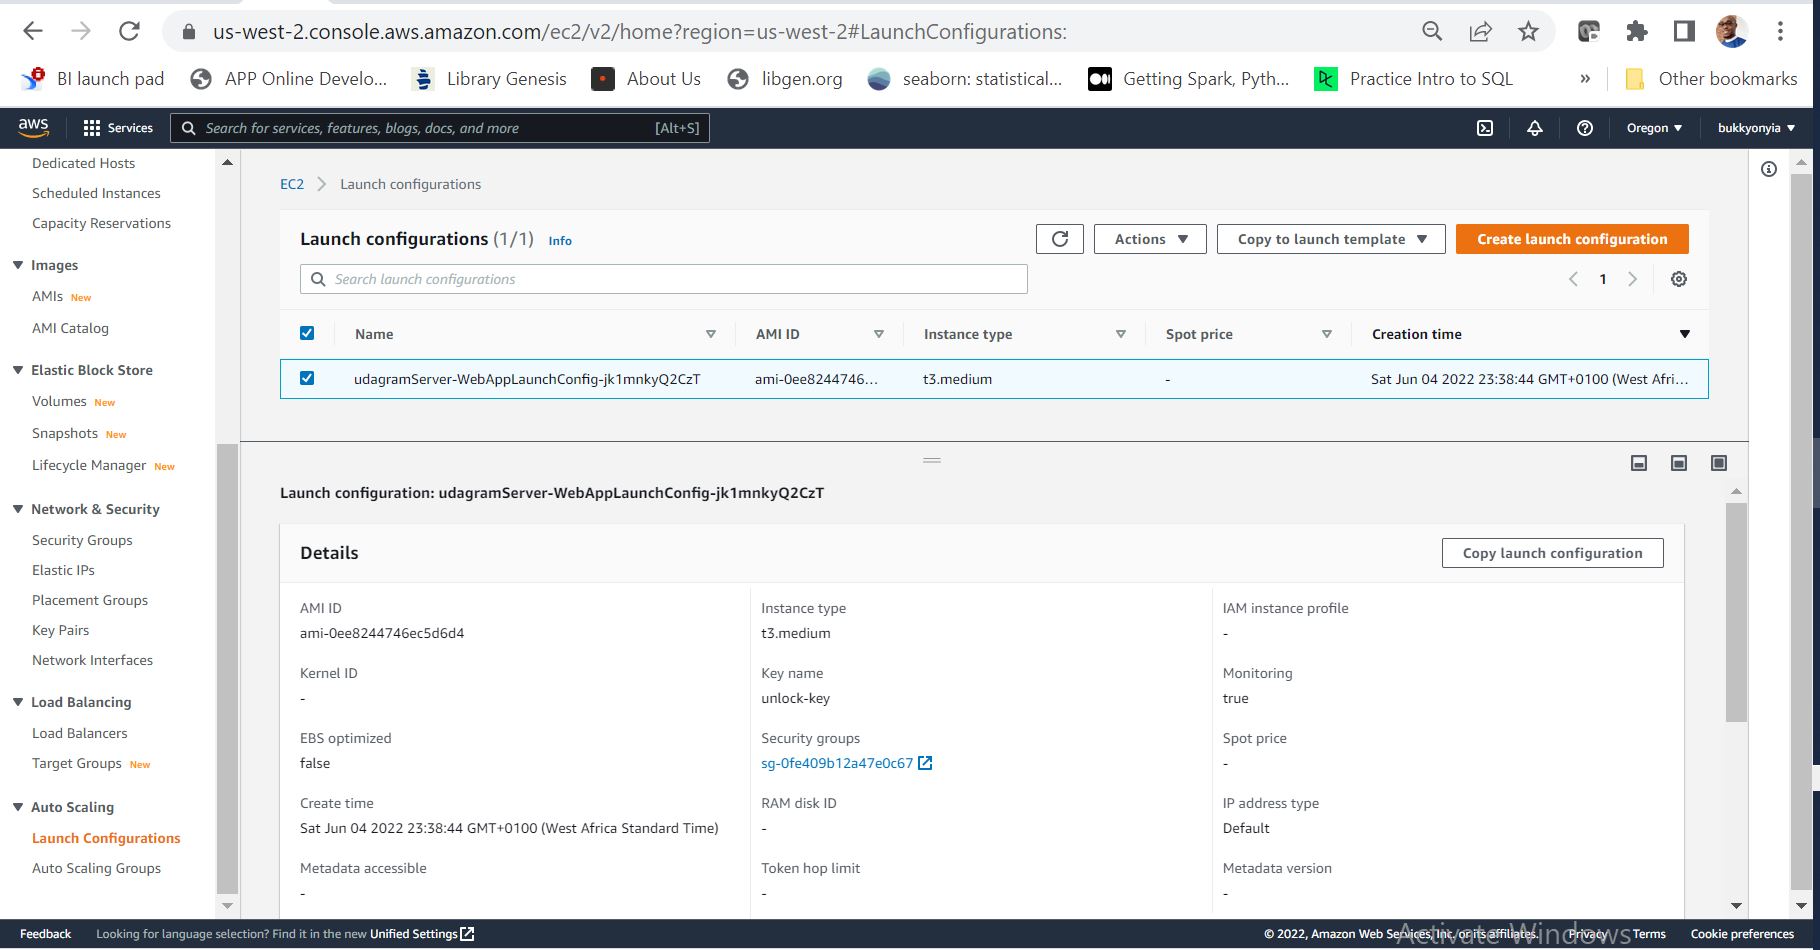 us-west-2.console.aws.amazon.com/ec2/v2/home?region=us-west-2#LaunchConfigurations:
BI launch pad APP Online Develo... Library Genesis About Us libgen.org seaborn: statistical... Getting Spark, Pyth... Practice Intro to SQL » Other bookmarks
aws Services Search for services, features, blogs, docs, and more [Alt+S] Oregon bukkyonyia
Dedicated Hosts
Scheduled Instances
Capacity Reservations
Images
AMIs New
AMI Catalog
Elastic Block Store
Volumes New
Snapshots New
Lifecycle Manager New
Network & Security
Security Groups
Elastic IPs
Placement Groups
Key Pairs
Network Interfaces
Load Balancing
Load Balancers
Target Groups New
Auto Scaling
Launch Configurations
Auto Scaling Groups
EC2 > Launch configurations
Launch configurations (1/1) Info Actions Copy to launch template Create launch configuration
Search launch configurations 1
Name AMI ID Instance type Spot price Creation time
udagramServer-WebAppLaunchConfig-jk1mnkyQ2CzT ami-0ee8244746... t3.medium - Sat Jun 04 2022 23:38:44 GMT+0100 (West Afri...
Launch configuration: udagramServer-WebAppLaunchConfig-jk1mnkyQ2CzT
Details Copy launch configuration
AMI ID Instance type IAM instance profile
ami-0ee8244746ec5d6d4 t3.medium -
Kernel ID Key name Monitoring
- unlock-key true
EBS optimized Security groups Spot price
false sg-0fe409b12a47e0c67 -
Create time RAM disk ID IP address type
Sat Jun 04 2022 23:38:44 GMT+0100 (West Africa Standard Time) - Default
Metadata accessible Token hop limit Metadata version
- - -
Feedback Looking for language selection? Find it in the new Unified Settings © 2022, Amazon Web Services, Inc. or its affiliates. Privacy Terms Cookie preferences
Activate Windows